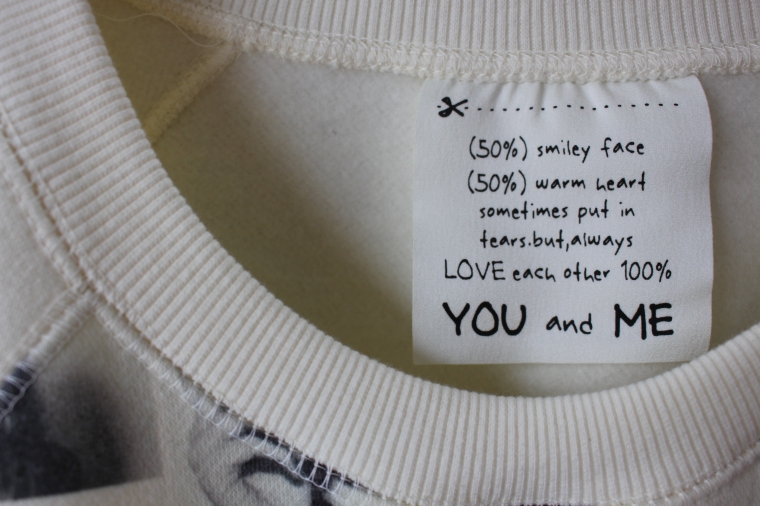 (50%) smiley face
(50%) warm heart
sometimes put in
tears.but,always
LOVE each other 100%
YOU and ME